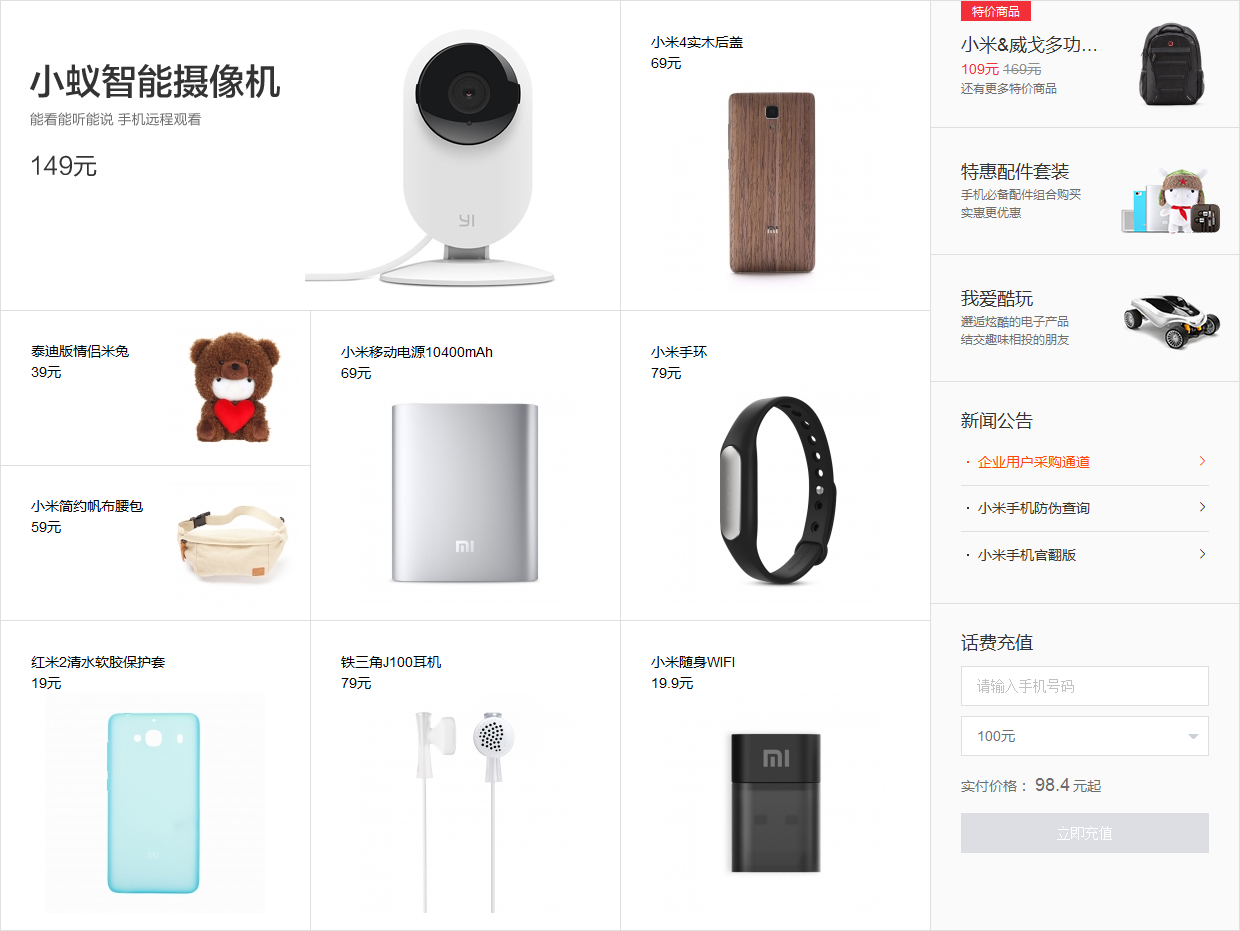 小蚁智能摄像机
能看能听能说 手机远程观看
149元
YI
小米4实木后盖
69元
mi
泰迪版情侣米兔
39元
小米简约帆布腰包
59元
小米移动电源10400mAh
69元
mi
小米手环
79元
红米2清水软胶保护套
19元
mi
铁三角J100耳机
79元
小米随身WIFI
19.9元
mi
特价商品
小米&威戈多功...
109元 169元
还有更多特价商品
特惠配件套装
手机必备配件组合购买
实惠更优惠
我爱酷玩
邂逅炫酷的电子产品
结交趣味相投的朋友
新闻公告
· 企业用户采购通道 >
· 小米手机防伪查询 >
· 小米手机官翻版 >
话费充值
请输入手机号码
100元
实付价格： 98.4 元起
立即充值